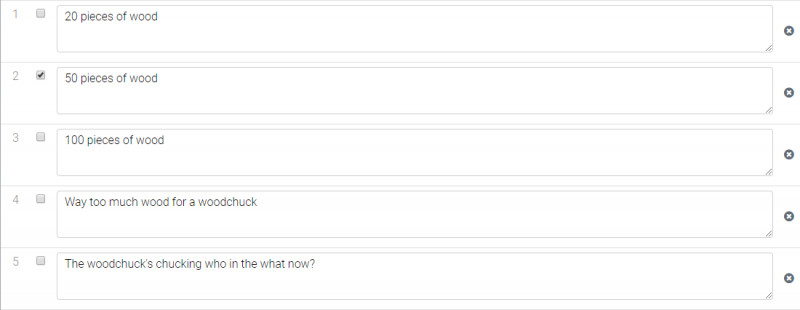 1 20 pieces of wood
2 50 pieces of wood
3 100 pieces of wood
4 Way too much wood for a woodchuck
5 The woodchuck's chucking who in the what now?